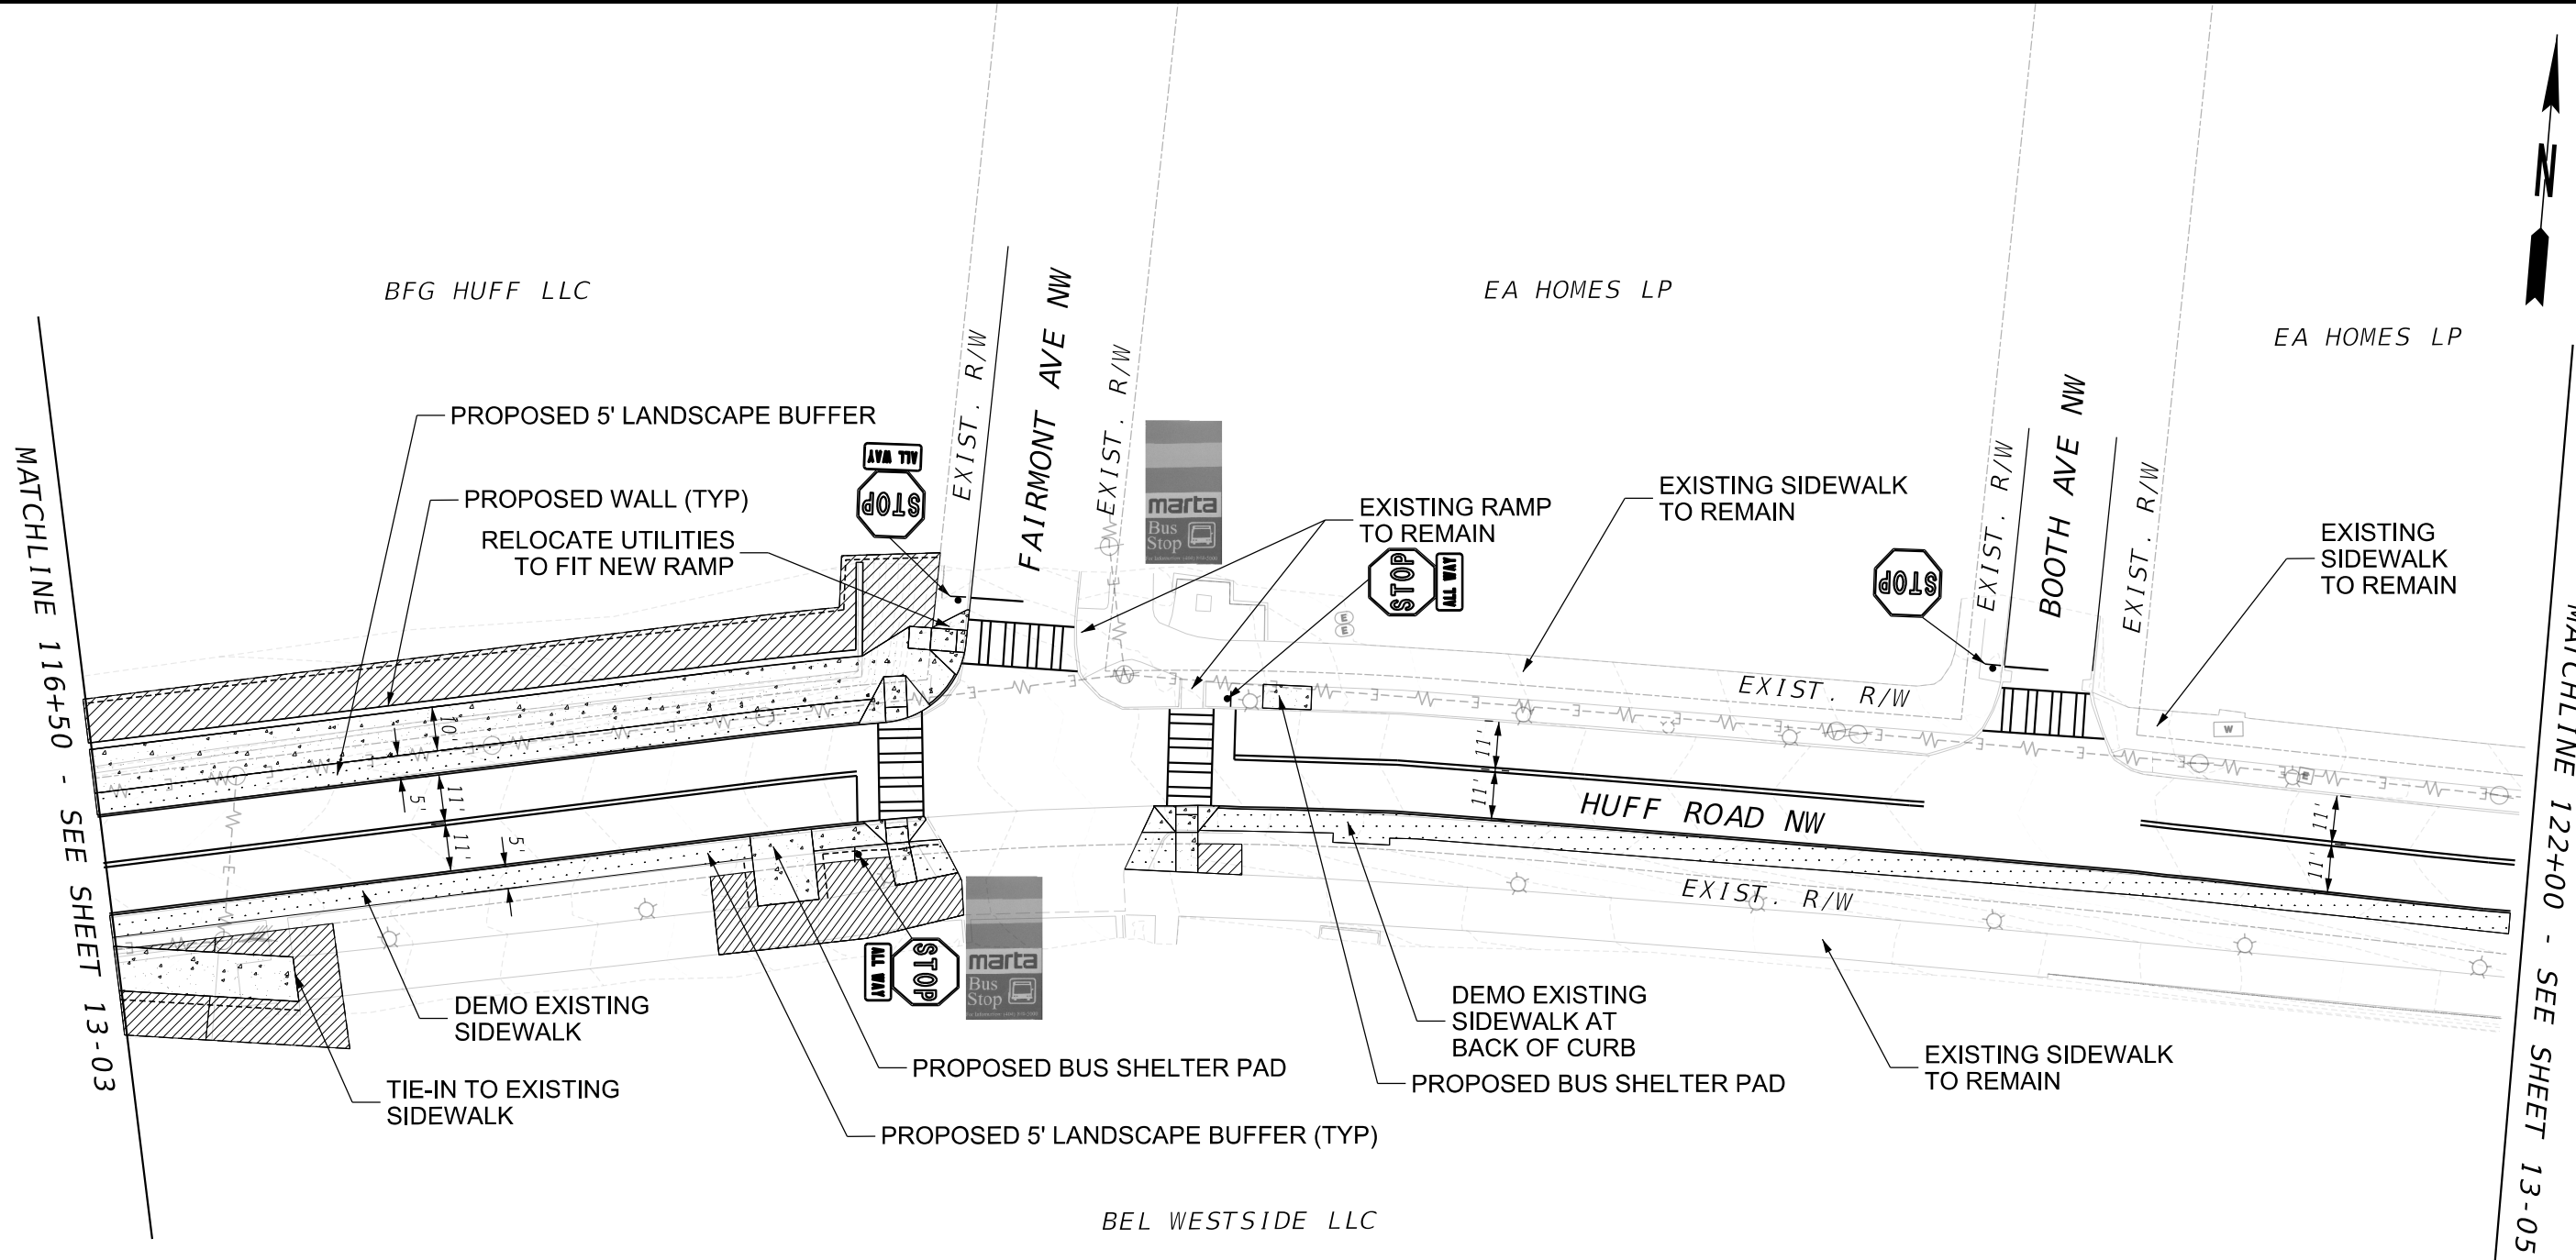 BFG HUFF LLC
EA HOMES LP
EA HOMES LP
N
MATCHLINE 116+50 - SEE SHEET 13-03
MATCHLINE 122+00 - SEE SHEET 13-05
PROPOSED 5' LANDSCAPE BUFFER
PROPOSED WALL (TYP)
RELOCATE UTILITIES
TO FIT NEW RAMP
ALL WAY
STOP
EXIST. R/W
FAIRMONT AVE NW
EXIST. R/W
marta
Bus
Stop
EXISTING RAMP
TO REMAIN
STOP
ALL WAY
EXISTING SIDEWALK
TO REMAIN
STOP
EXIST. R/W
BOOTH AVE NW
EXIST. R/W
EXISTING
SIDEWALK
TO REMAIN
E
E
W
E
EXIST. R/W
10'
5'
11'
11'
5'
11'
11'
HUFF ROAD NW
11'
11'
EXIST. R/W
ALL WAY
STOP
marta
Bus
Stop
DEMO EXISTING
SIDEWALK
TIE-IN TO EXISTING
SIDEWALK
PROPOSED BUS SHELTER PAD
PROPOSED 5' LANDSCAPE BUFFER (TYP)
DEMO EXISTING
SIDEWALK AT
BACK OF CURB
PROPOSED BUS SHELTER PAD
EXISTING SIDEWALK
TO REMAIN
BEL WESTSIDE LLC